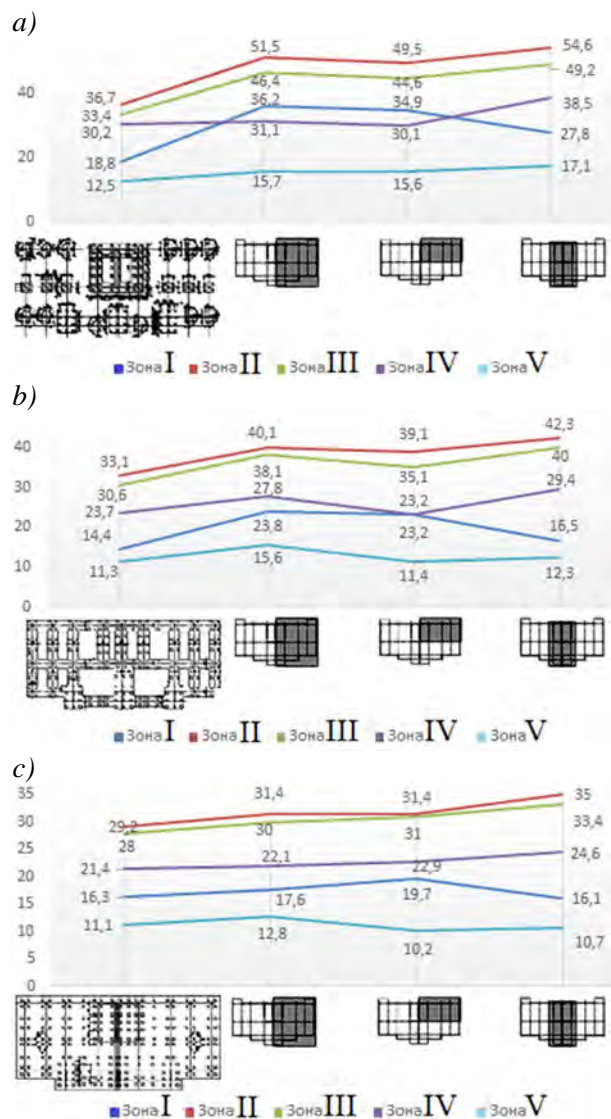 a)
51,5 49,5 54,6
40 36,7 46,4 44,6 49,2
33,4 36,2 34,9 38,5
30,2 31,1 30,1 27,8
20 18,8
12,5 15,7 15,6 17,1
0
Зона I Зона II Зона III Зона IV Зона V
b)
40 40,1 39,1 42,3
33,1 38,1 35,1 40
30 30,6 27,8 23,2 29,4
23,7
20 14,4 23,8 23,2 16,5
10 11,3 15,6 11,4 12,3
0
Зона I Зона II Зона III Зона IV Зона V
c)
35 31,4 31,4 35
30 29,2 30 31 33,4
28
25 21,4 22,1 22,9 24,6
20 16,3 17,6 19,7 16,1
15
10 11,1 12,8 10,2 10,7
5
0
Зона I Зона II Зона III Зона IV Зона V